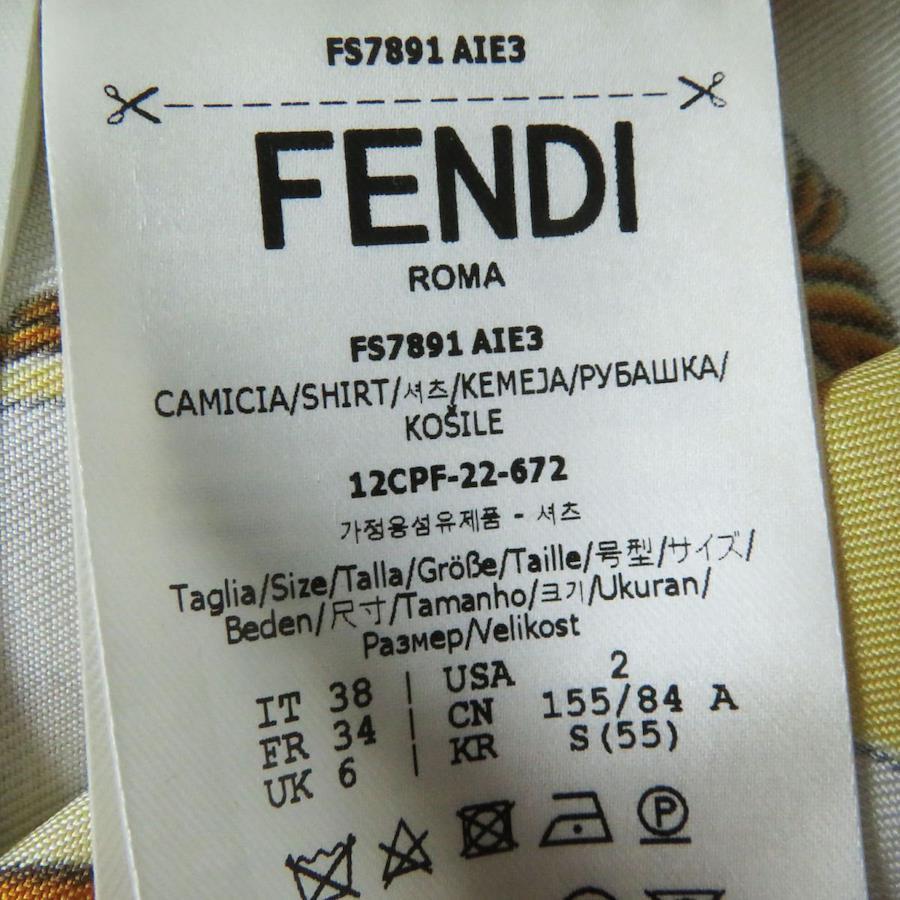 FS7891 AIE3
FENDI
ROMA
FS7891 AIE3
CAMICIA/SHIRT/셔츠/KEMEJA/РУБАШКА/
KOŠILE
12CPF-22-672
가정용섬유제품 - 셔츠
Taglia/Size/Talla/Größe/Taille/号型/サイズ/
Beden/尺寸/Tamanho/크기/Ukuran/
Размер/Velikost
IT 38 | USA 2
FR 34 | CN 155/84 A
UK 6 | KR S(55)
P